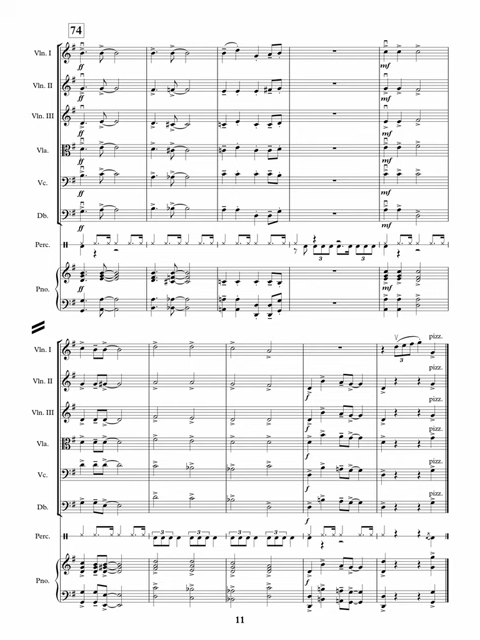 74
Vln. I
ff
mf
Vln. II
ff
mf
Vln. III
ff
mf
Vla.
ff
mf
Vc.
ff
mf
Db.
ff
mf
Perc.
3 3
Pno.
ff
mf
Vln. I
3
pizz.
Vln. II
f
pizz.
Vln. III
f
pizz.
Vla.
f
pizz.
Vc.
f
pizz.
Db.
f
pizz.
Perc.
3 3 3 3
Pno.
f
11